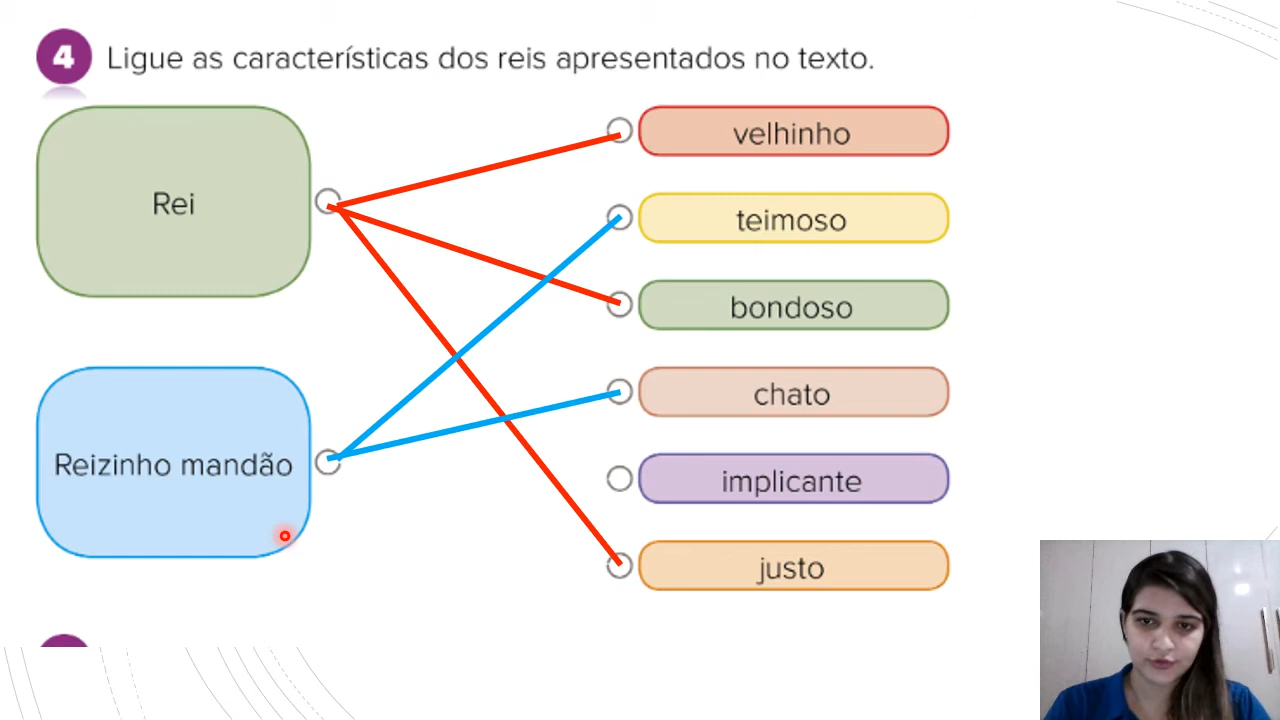 4 Ligue as características dos reis apresentados no texto.
Rei
Reizinho mandão
velhinho
teimoso
bondoso
chato
implicante
justo